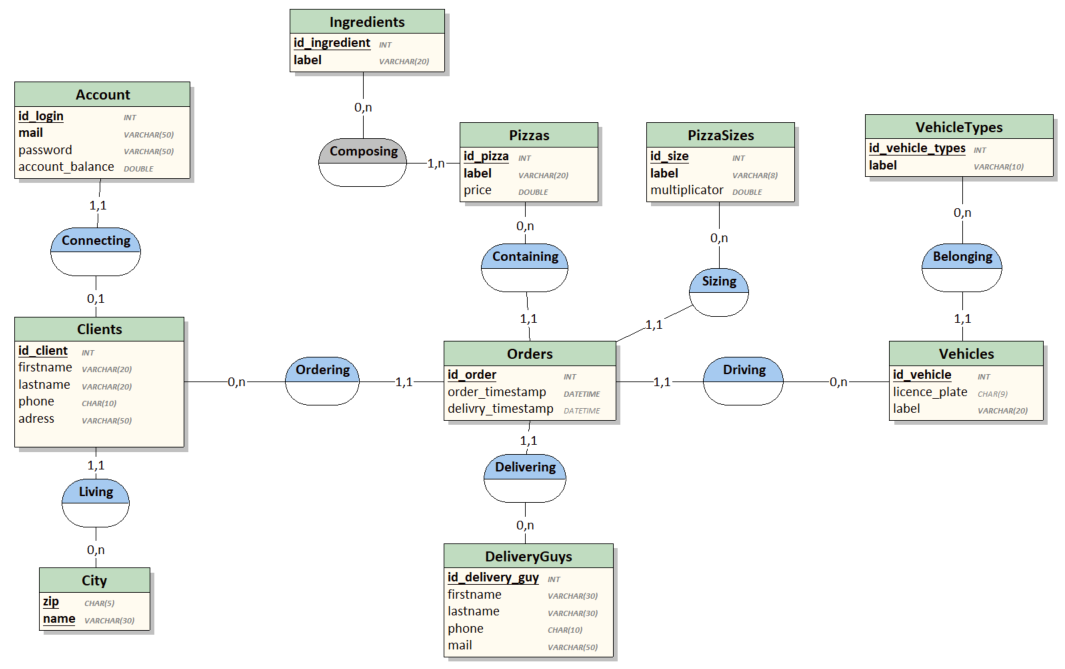 Ingredients
id_ingredient INT
label VARCHAR(20)
0,n
Composing
1,n
Account
id_login INT
mail VARCHAR(50)
password VARCHAR(50)
account_balance DOUBLE
1,1
Connecting
0,1
Pizzas
id_pizza INT
label VARCHAR(20)
price DOUBLE
0,n
Containing
1,1
PizzaSizes
id_size INT
label VARCHAR(8)
multiplicator DOUBLE
0,n
Sizing
1,1
VehicleTypes
id_vehicle_types INT
label VARCHAR(10)
0,n
Belonging
1,1
Clients
id_client INT
firstname VARCHAR(20)
lastname VARCHAR(20)
phone CHAR(10)
adress VARCHAR(50)
0,n
Ordering
1,1
Orders
id_order INT
order_timestamp DATETIME
delivry_timestamp DATETIME
1,1
Driving
0,n
Vehicles
id_vehicle INT
licence_plate CHAR(9)
label VARCHAR(20)
1,1
Living
0,n
City
zip CHAR(5)
name VARCHAR(30)
1,1
Delivering
0,n
DeliveryGuys
id_delivery_guy INT
firstname VARCHAR(30)
lastname VARCHAR(30)
phone CHAR(10)
mail VARCHAR(50)